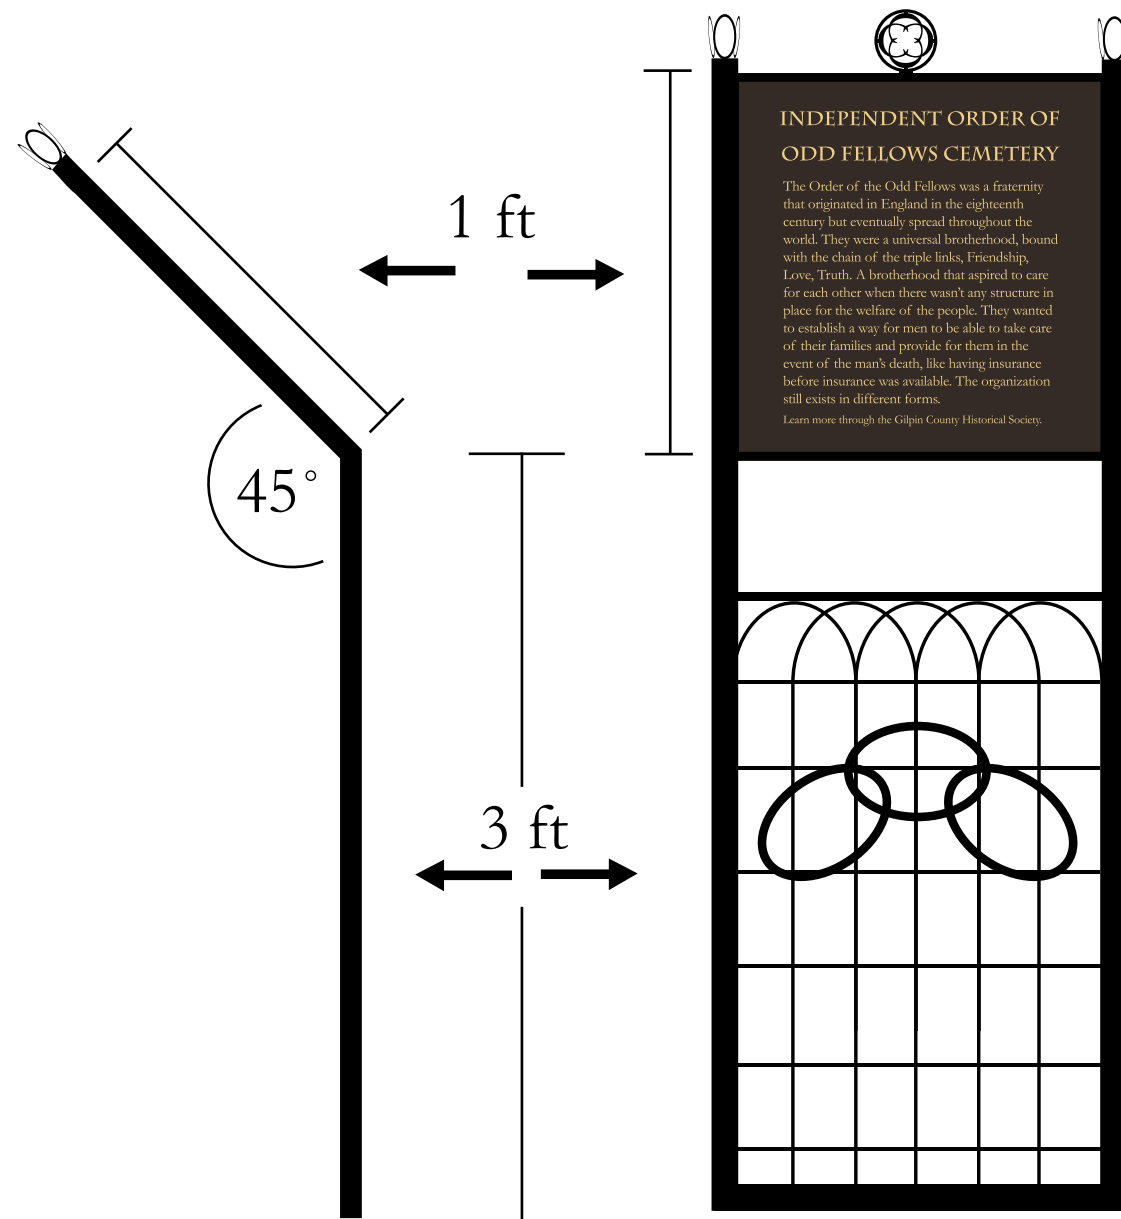 INDEPENDENT ORDER OF
ODD FELLOWS CEMETERY
The Order of the Odd Fellows was a fraternity
that originated in England in the eighteenth
century but eventually spread throughout the
world. They were a universal brotherhood, bound
with the chain of the triple links, Friendship,
Love, Truth. A brotherhood that aspired to care
for each other when there wasn't any structure in
place for the welfare of the people. They wanted
to establish a way for men to be able to take care
of their families and provide for them in the
event of the man's death, like having insurance
before insurance was available. The organization
still exists in different forms.
Learn more through the Gilpin County Historical Society.
1 ft
45°
3 ft